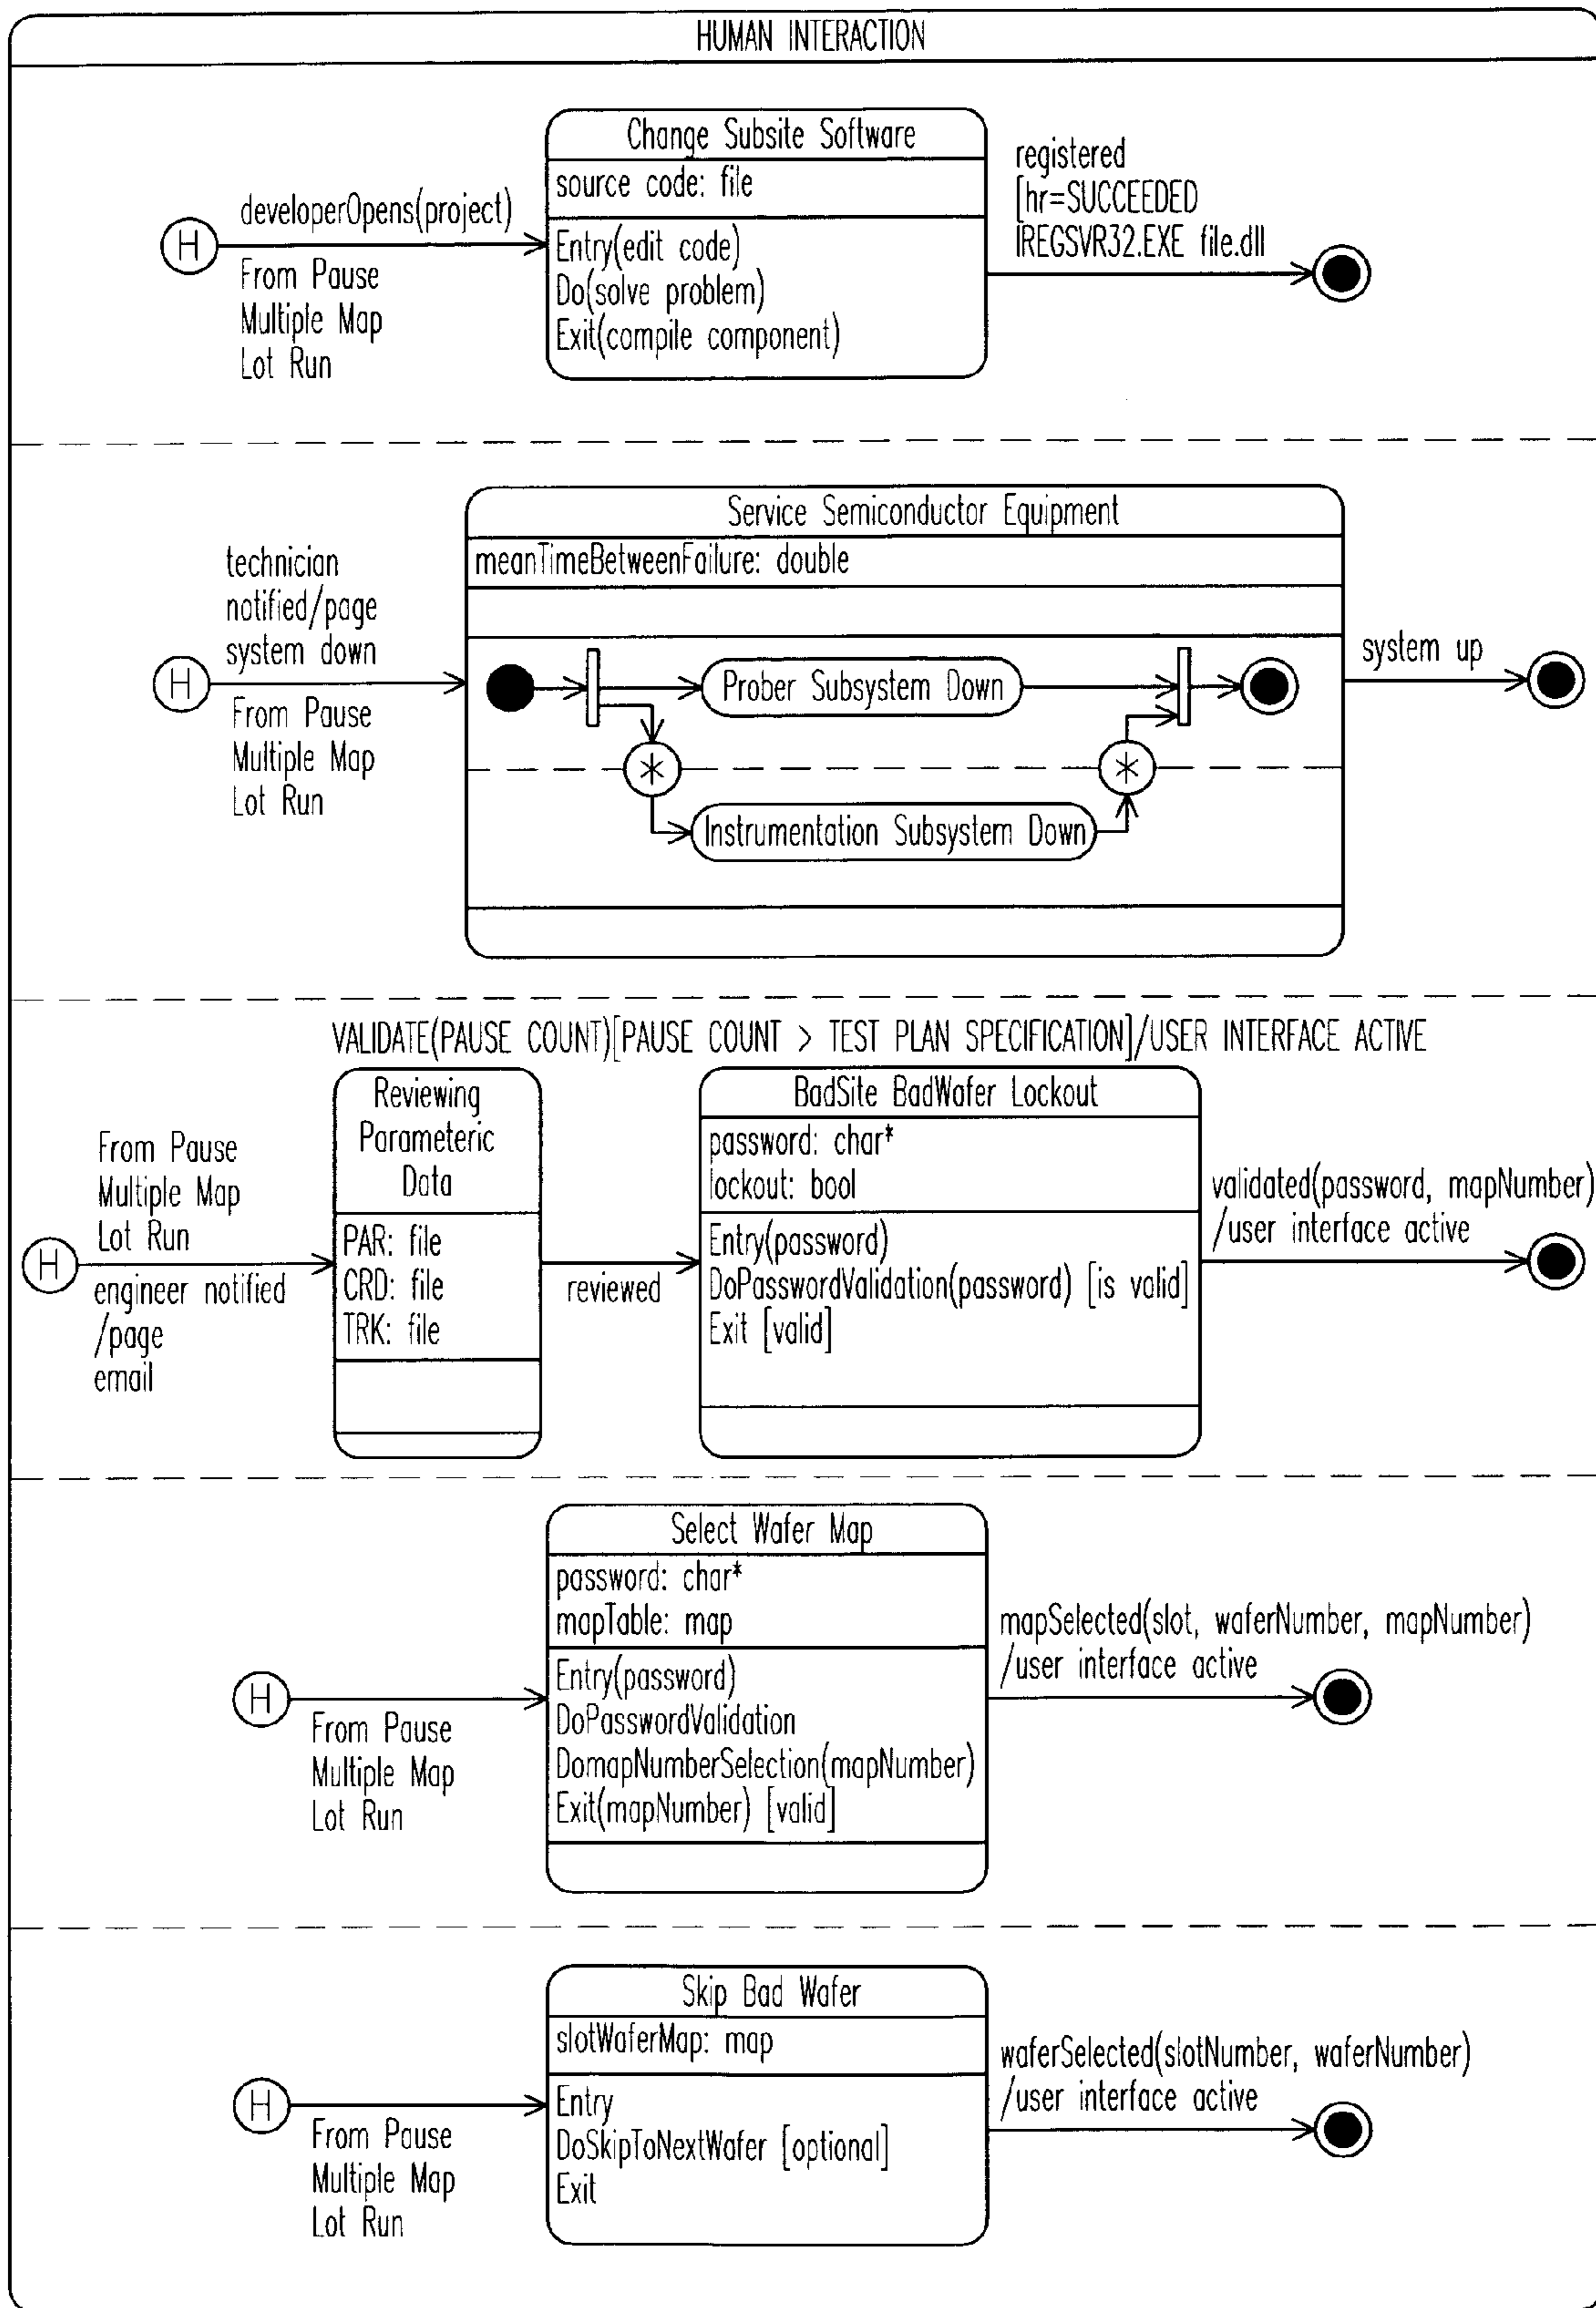 HUMAN INTERACTION
Change Subsite Software
source code: file
Entry(edit code)
Do(solve problem)
Exit(compile component)
H
developerOpens(project)
From Pause
Multiple Map
Lot Run
registered
[hr=SUCCEEDED
IREGSVR32.EXE file.dll
Service Semiconductor Equipment
meanTimeBetweenFailure: double
technician
notified/page
system down
H
From Pause
Multiple Map
Lot Run
Prober Subsystem Down
*
*
Instrumentation Subsystem Down
system up
VALIDATE(PAUSE COUNT)[PAUSE COUNT > TEST PLAN SPECIFICATION]/USER INTERFACE ACTIVE
From Pause
Multiple Map
Lot Run
H
engineer notified
/page
email
Reviewing
Parameteric
Data
PAR: file
CRD: file
TRK: file
reviewed
BadSite BadWafer Lockout
password: char*
lockout: bool
Entry(password)
DoPasswordValidation(password) [is valid]
Exit [valid]
validated(password, mapNumber)
/user interface active
Select Wafer Map
password: char*
mapTable: map
Entry(password)
DoPasswordValidation
DomapNumberSelection(mapNumber)
Exit(mapNumber) [valid]
H
From Pause
Multiple Map
Lot Run
mapSelected(slot, waferNumber, mapNumber)
/user interface active
Skip Bad Wafer
slotWaferMap: map
Entry
DoSkipToNextWafer [optional]
Exit
H
From Pause
Multiple Map
Lot Run
waferSelected(slotNumber, waferNumber)
/user interface active